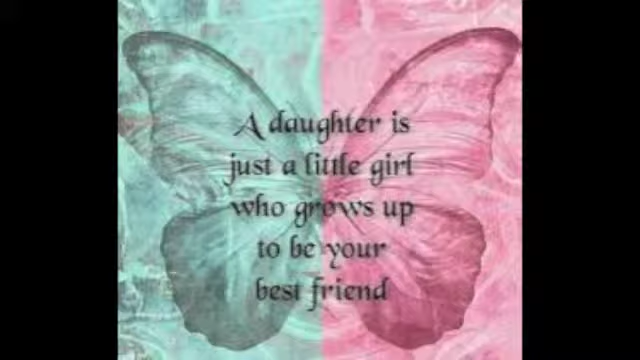 A daughter is
just a little girl
who grows up
to be your
best friend